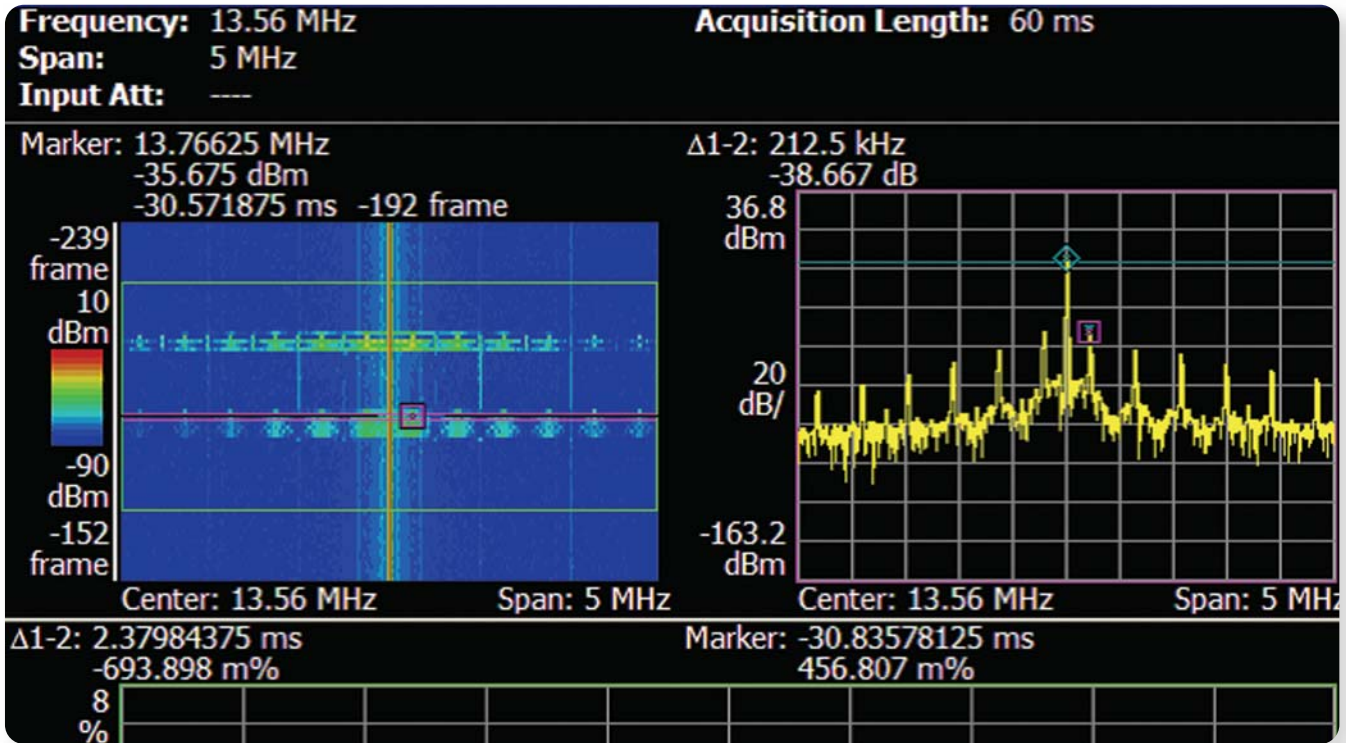 Frequency: 13.56 MHz
Acquisition Length: 60 ms
Span: 5 MHz
Input Att: ----
Marker: 13.76625 MHz
-35.675 dBm
-30.571875 ms -192 frame
-239
frame
10
dBm
-90
dBm
-152
frame
Center: 13.56 MHz Span: 5 MHz
Δ1-2: 212.5 kHz
-38.667 dB
36.8
dBm
20
dB/
-163.2
dBm
Center: 13.56 MHz Span: 5 MHz
Δ1-2: 2.37984375 ms
-693.898 m%
Marker: -30.83578125 ms
456.807 m%
8
%